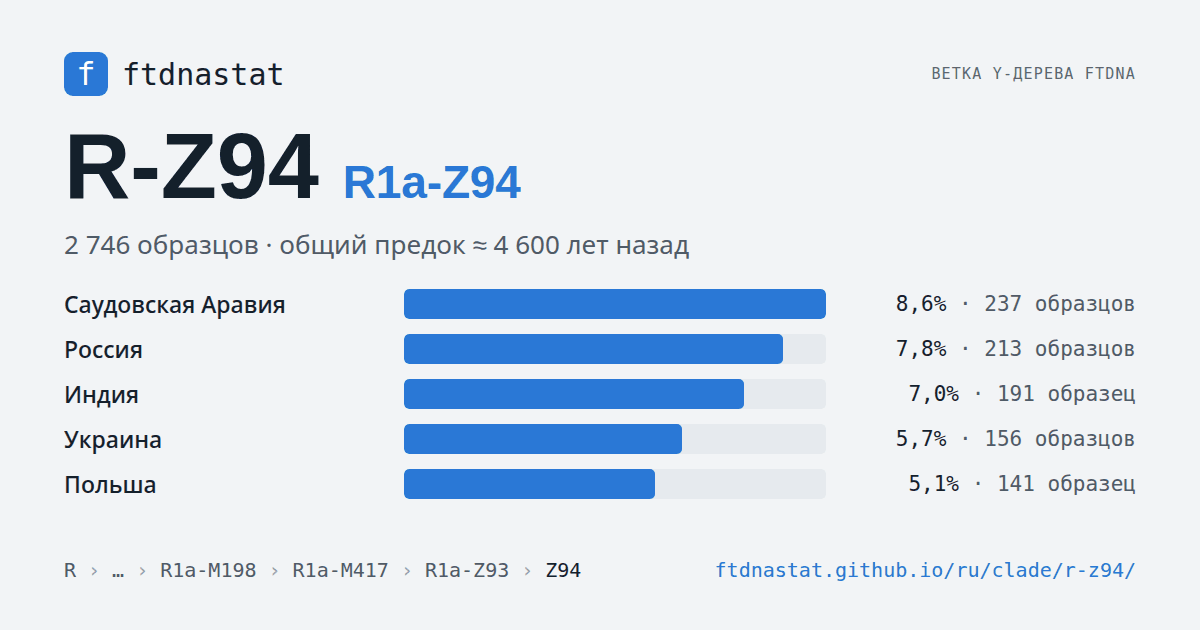 f ftdnastat
ВЕТКА Y-ДЕРЕВА FTDNA
R-Z94 R1a-Z94
2 746 образцов · общий предок ≈ 4 600 лет назад
Саудовская Аравия 8,6% · 237 образцов
Россия 7,8% · 213 образцов
Индия 7,0% · 191 образец
Украина 5,7% · 156 образцов
Польша 5,1% · 141 образец
R › … › R1a-M198 › R1a-M417 › R1a-Z93 › Z94
ftdnastat.github.io/ru/clade/r-z94/